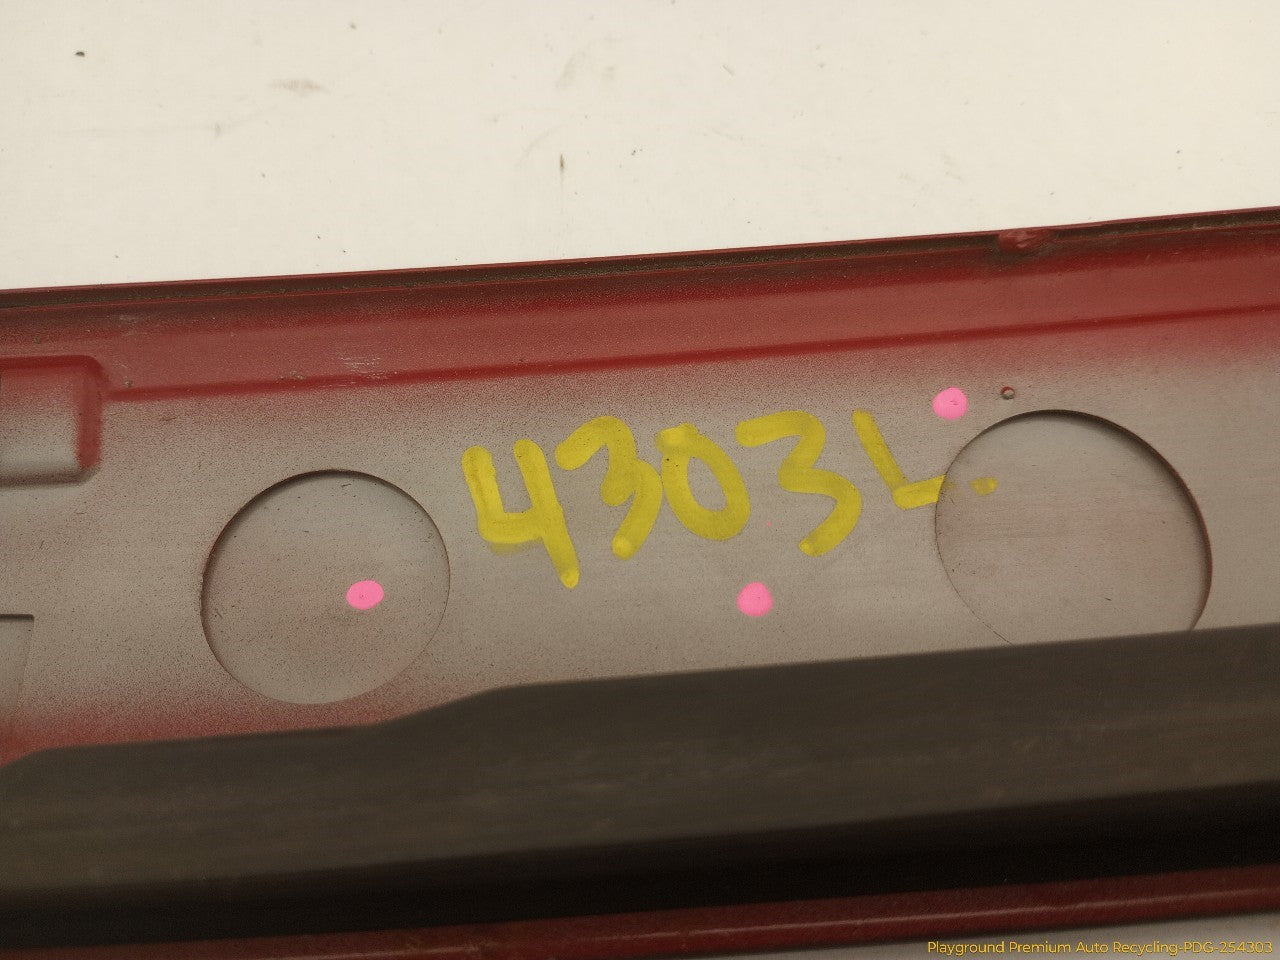 4303L
Playground Premium Auto Recycling-PDG-254303